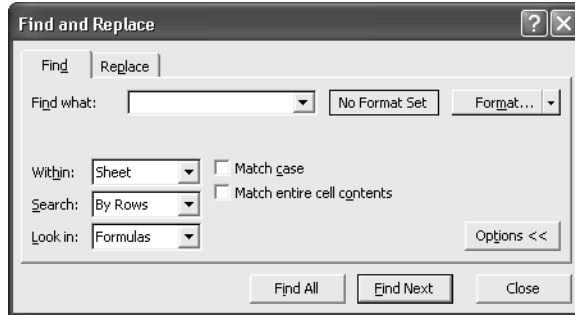 Find and Replace
Find Replace
Find what: No Format Set Format...
Within: Sheet Match case
Match entire cell contents
Search: By Rows
Look in: Formulas
Options <<
Find All Find Next Close